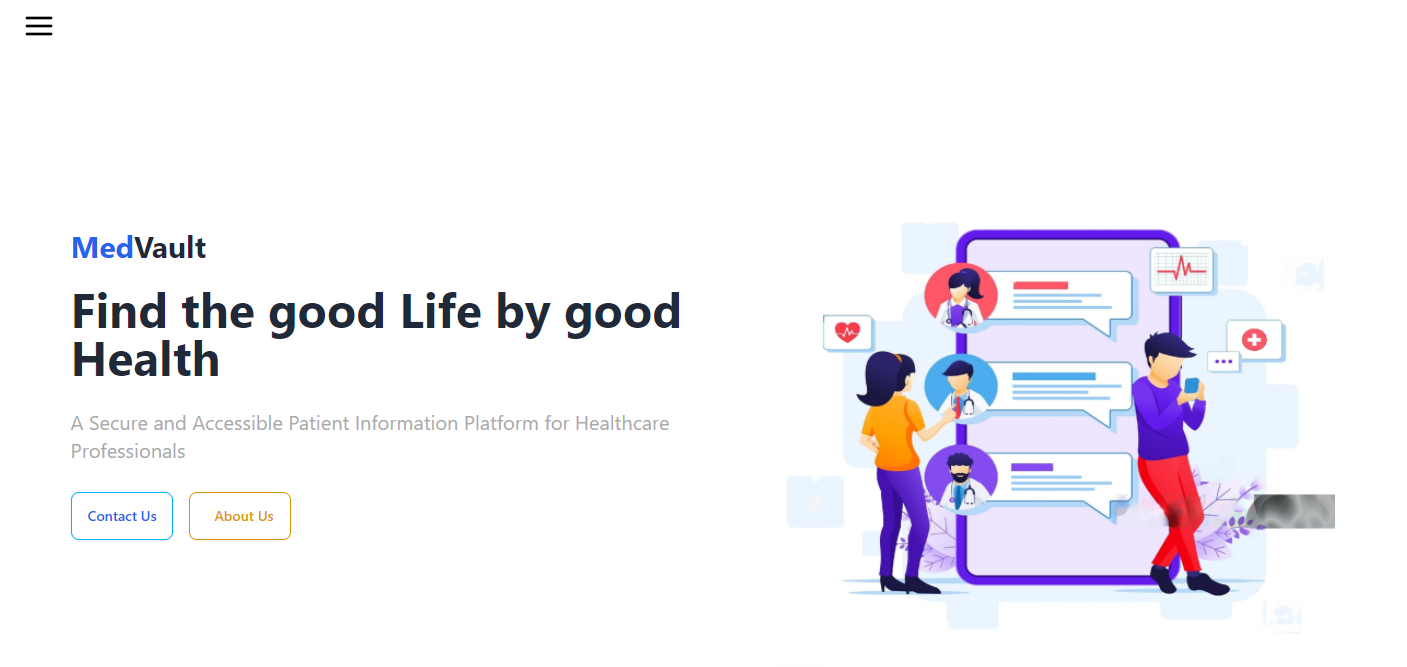 MedVault
Find the good Life by good
Health
A Secure and Accessible Patient Information Platform for Healthcare
Professionals
Contact Us
About Us